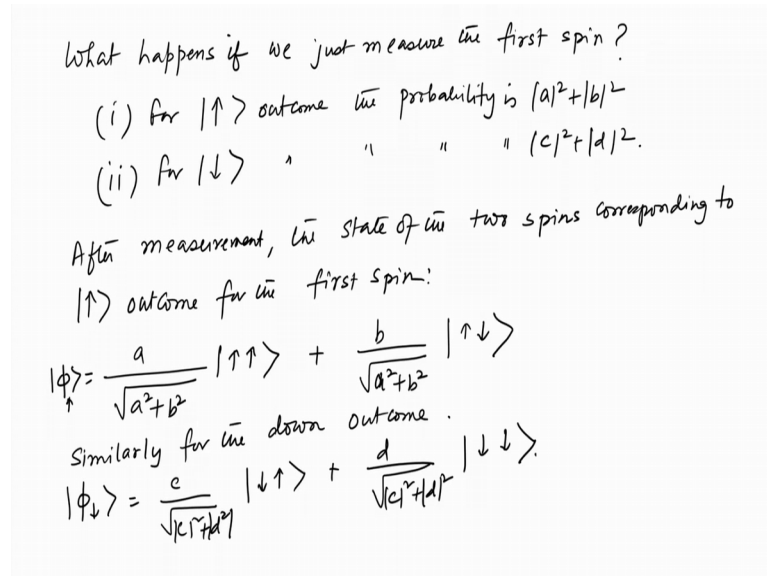 What happens if we just measure the first spin?
(i) for |↑> outcome the probability is |a|²+|b|²
(ii) for |↓> " " " " |c|²+|d|².
After measurement, the state of the two spins corresponding to
|↑> outcome for the first spin:
|ϕ↑> = a/√(a²+b²) |↑↑> + b/√(a²+b²) |↑↓>
Similarly for the down outcome.
|ϕ↓> = c/√(|c|²+|d|²) |↓↑> + d/√(|c|²+|d|²) |↓↓>.